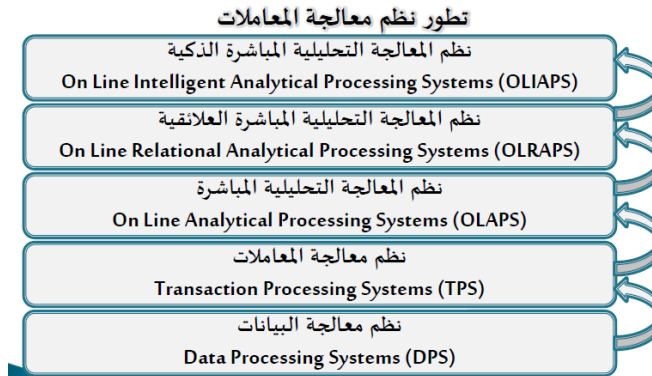 تطور نظم معالجة المعاملات
نظم المعالجة التحليلية المباشرة الذكية
On Line Intelligent Analytical Processing Systems (OLIAPS)
نظم المعالجة التحليلية المباشرة العلائقية
On Line Relational Analytical Processing Systems (OLRAPS)
نظم المعالجة التحليلية المباشرة
On Line Analytical Processing Systems (OLAPS)
نظم معالجة المعاملات
Transaction Processing Systems (TPS)
نظم معالجة البيانات
Data Processing Systems (DPS)